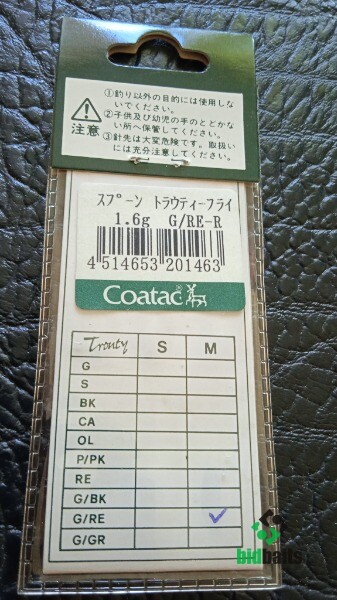 注意
①釣り以外の目的には使用しな
いでください。
②子供及び幼児の手のとどかな
い所へ保管してください。
③針先は大変危険です。取扱い
には充分注意してください。
スプーン トラウティーフライ
1.6g G/RE-R
4 514653 201463
Coatac
Trouty S M
G
S
BK
CA
OL
P/PK
RE
G/BK
G/RE ✓
G/GR
bidbaits